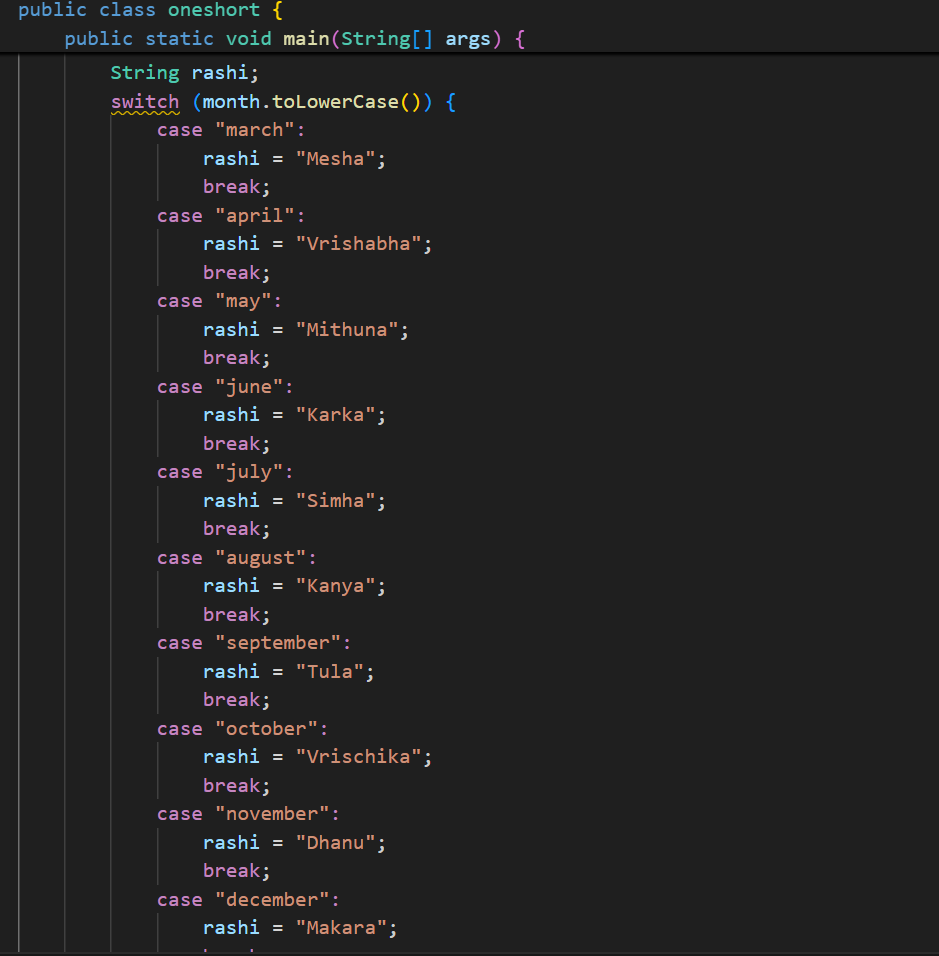 public class oneshort {
    public static void main(String[] args) {
        String rashi;
        switch (month.toLowerCase()) {
            case "march":
                rashi = "Mesha";
                break;
            case "april":
                rashi = "Vrishabha";
                break;
            case "may":
                rashi = "Mithuna";
                break;
            case "june":
                rashi = "Karka";
                break;
            case "july":
                rashi = "Simha";
                break;
            case "august":
                rashi = "Kanya";
                break;
            case "september":
                rashi = "Tula";
                break;
            case "october":
                rashi = "Vrischika";
                break;
            case "november":
                rashi = "Dhanu";
                break;
            case "december":
                rashi = "Makara";